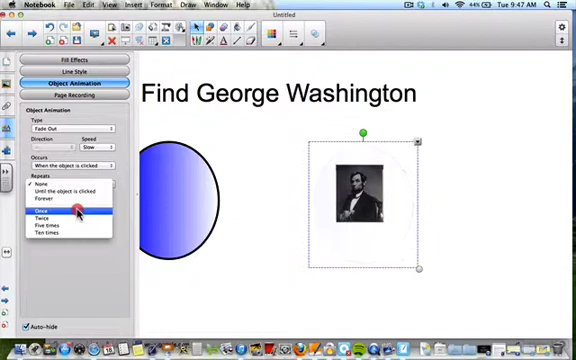 Notebook File Edit View Insert Format Draw Window Help 44% Tue 9:47 AM
Untitled
Fill Effects
Line Style
Object Animation
Page Recording
Find George Washington
Object Animation
Type
Fade Out
Direction Speed
Slow
Occurs
When the object is clicked
Repeats
None
Until the object is clicked
Forever
Once
Twice
Five times
Ten times
Auto-hide